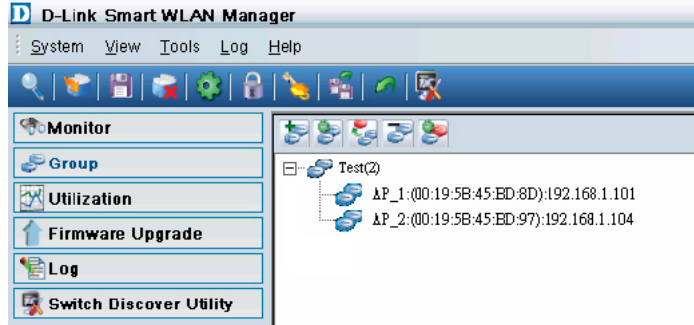 D-Link Smart WLAN Manager
System View Tools Log Help
Monitor
Group
Utilization
Firmware Upgrade
Log
Switch Discover Utility
Test(2)
AP_1:(00:19:5B:45:BD:8D):192.168.1.101
AP_2:(00:19:5B:45:BD:97):192.168.1.104